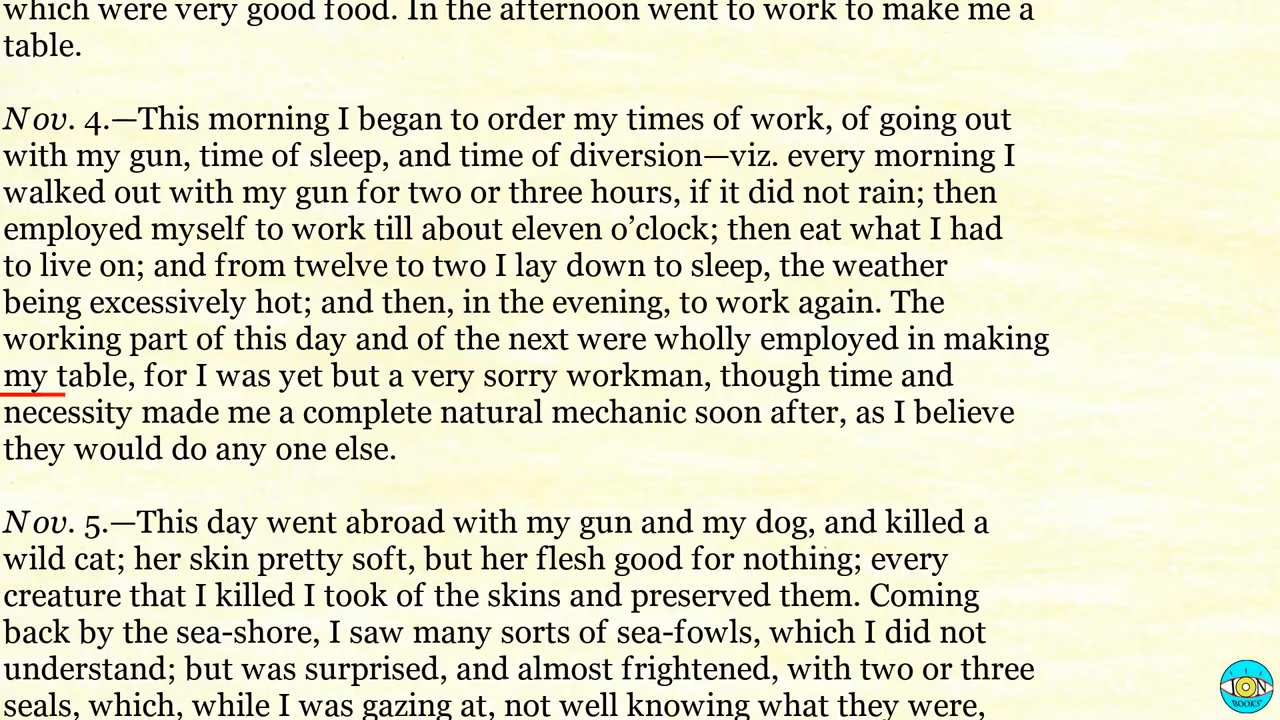 which were very good food. In the afternoon went to work to make me a
table.
Nov. 4.—This morning I began to order my times of work, of going out
with my gun, time of sleep, and time of diversion—viz. every morning I
walked out with my gun for two or three hours, if it did not rain; then
employed myself to work till about eleven o’clock; then eat what I had
to live on; and from twelve to two I lay down to sleep, the weather
being excessively hot; and then, in the evening, to work again. The
working part of this day and of the next were wholly employed in making
my table, for I was yet but a very sorry workman, though time and
necessity made me a complete natural mechanic soon after, as I believe
they would do any one else.
Nov. 5.—This day went abroad with my gun and my dog, and killed a
wild cat; her skin pretty soft, but her flesh good for nothing; every
creature that I killed I took of the skins and preserved them. Coming
back by the sea-shore, I saw many sorts of sea-fowls, which I did not
understand; but was surprised, and almost frightened, with two or three
seals, which, while I was gazing at, not well knowing what they were,
ION
BOOKS